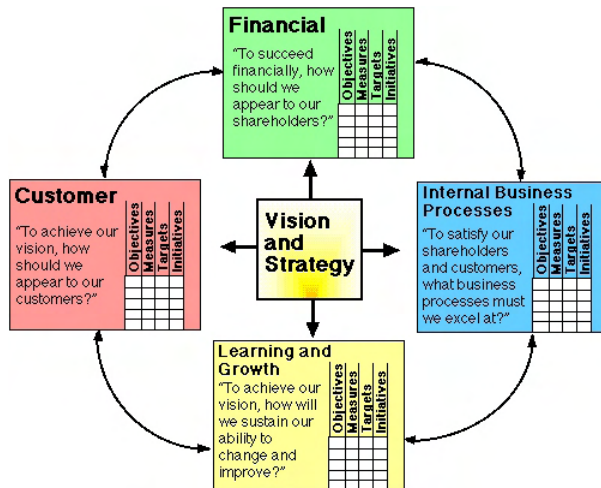 Financial
“To succeed
financially, how
should we
appear to our
shareholders?”
Objectives
Measures
Targets
Initiatives
Customer
“To achieve our
vision, how
should we
appear to our
customers?”
Objectives
Measures
Targets
Initiatives
Vision
and
Strategy
Internal Business
Processes
“To satisfy our
shareholders
and customers,
what business
processes must
we excel at?”
Objectives
Measures
Targets
Initiatives
Learning and
Growth
“To achieve our
vision, how will
we sustain our
ability to
change and
improve?”
Objectives
Measures
Targets
Initiatives